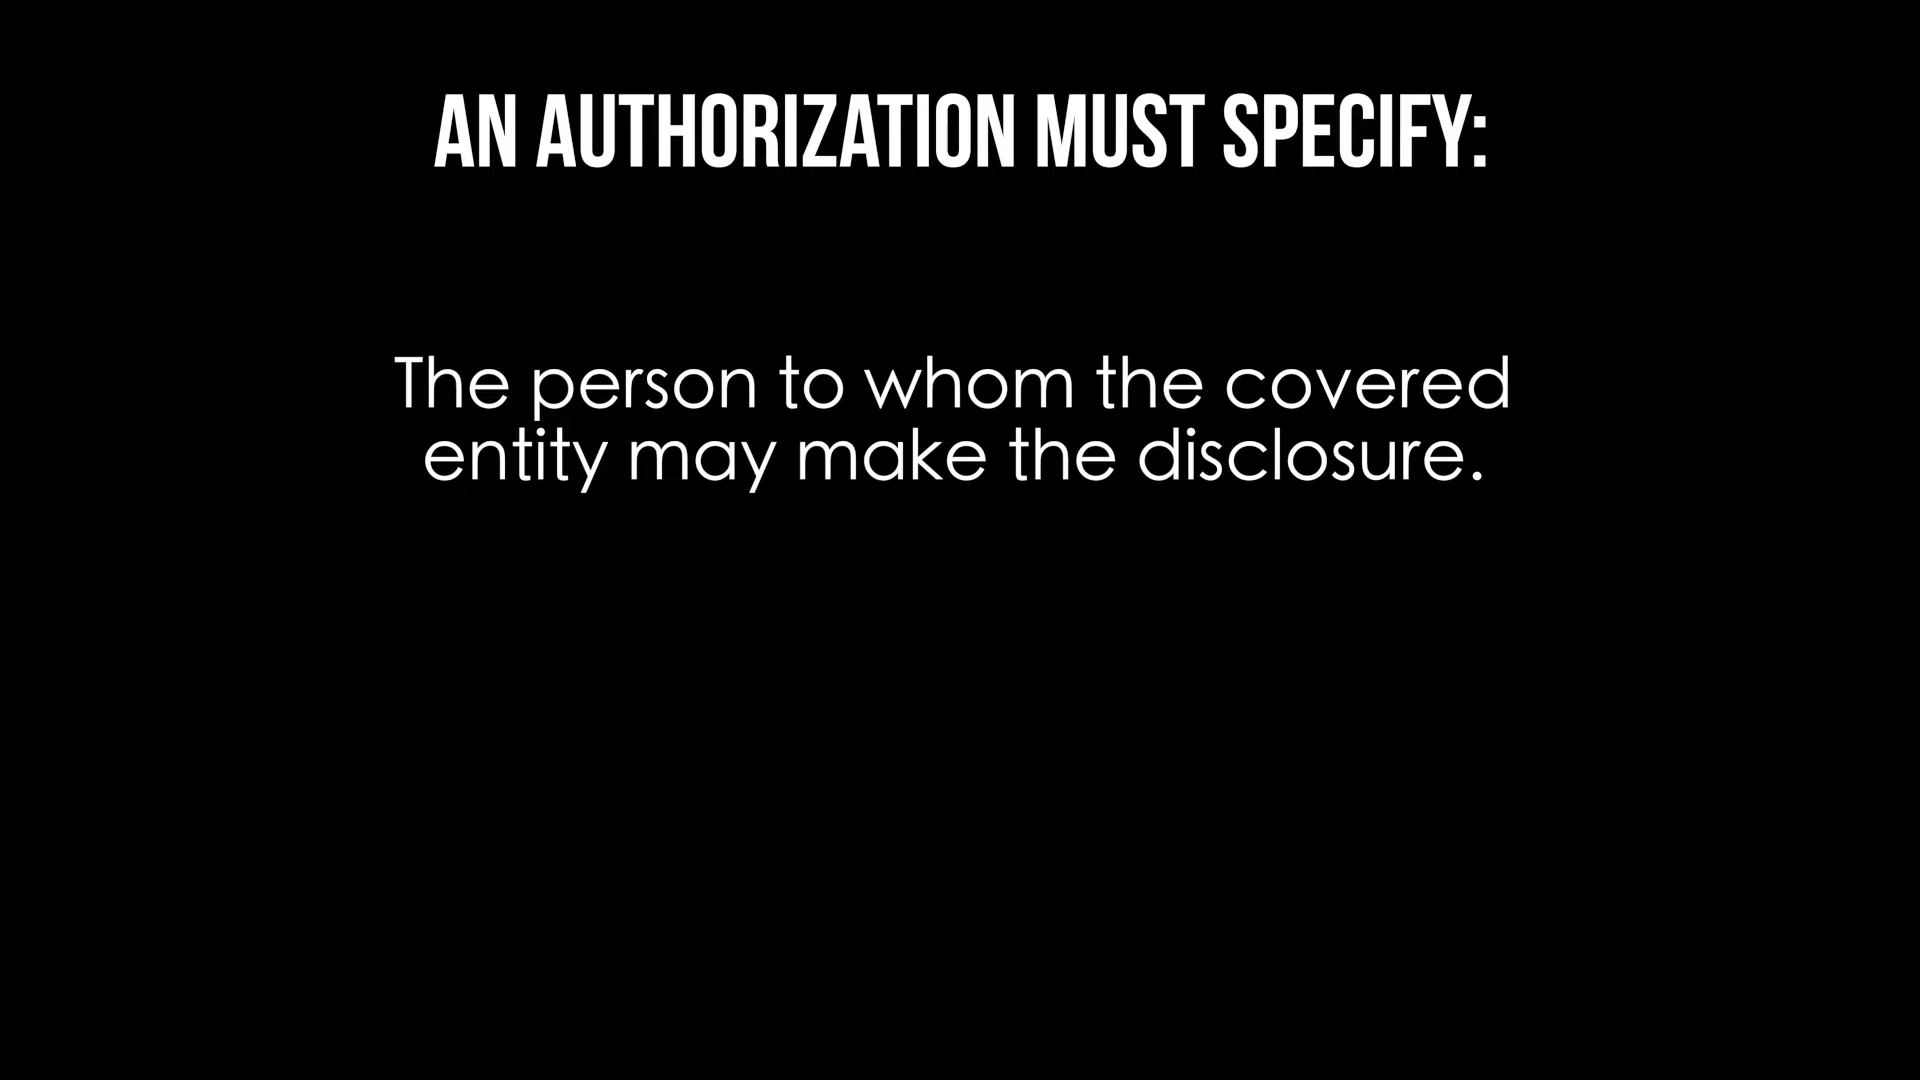 AN AUTHORIZATION MUST SPECIFY:
The person to whom the covered
entity may make the disclosure.